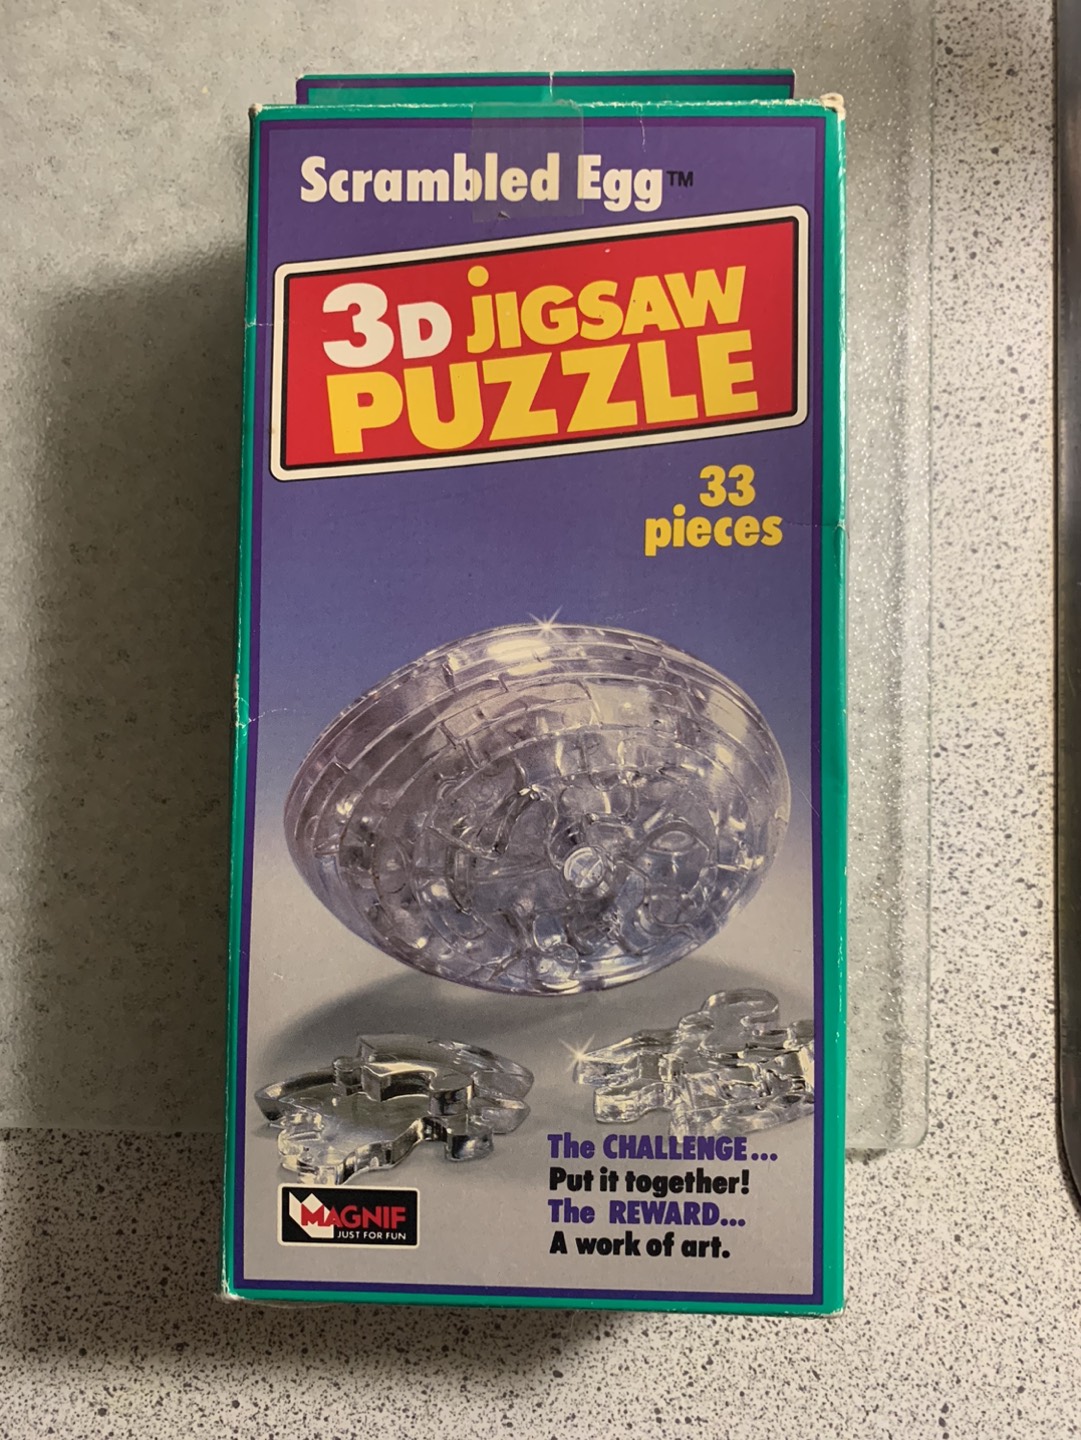 Scrambled Egg™
3D JIGSAW
PUZZLE
33
pieces
The CHALLENGE...
Put it together!
The REWARD...
A work of art.
MAGNIF
JUST FOR FUN